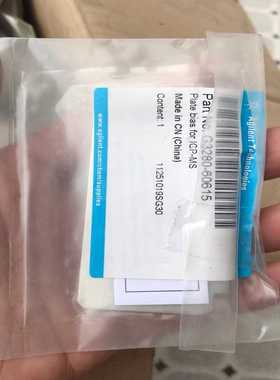 Agilent Technologies
Part No. G3280-60615
Plate bias for ICP-MS
Made in CN (China)
Content: 1
11251019SG30
www.agilent.com/chem/supplies